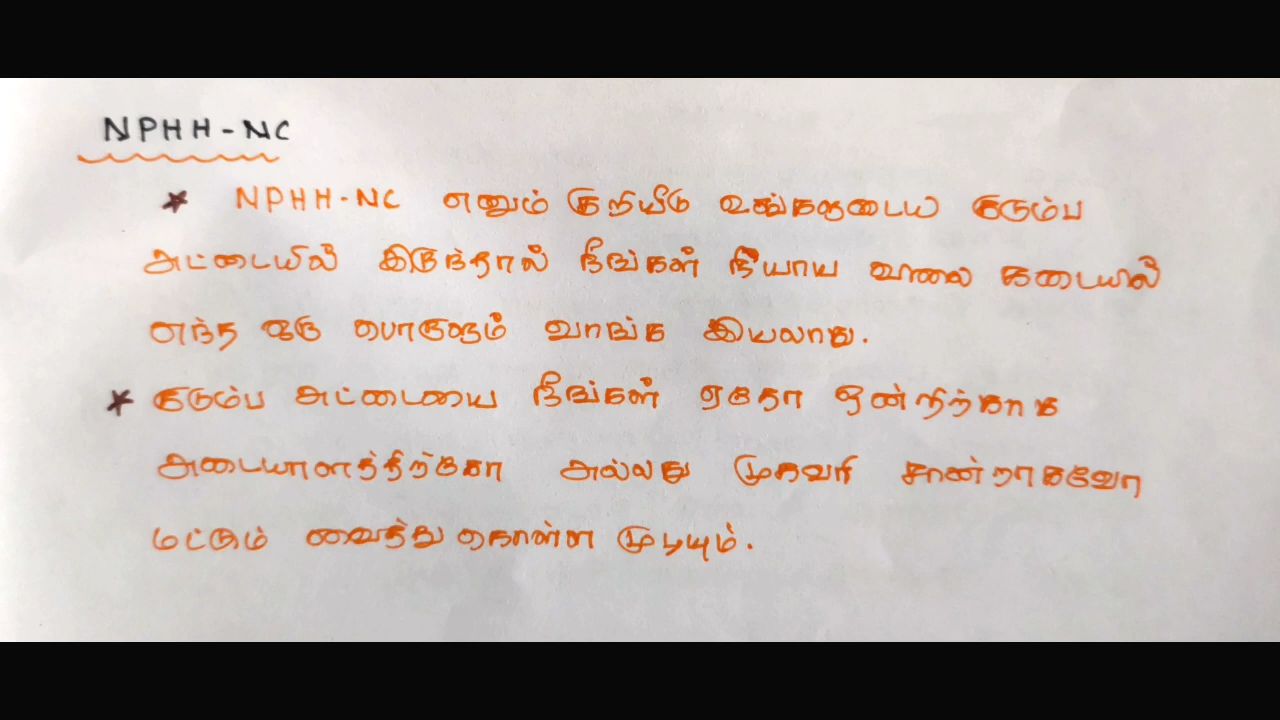 NPHH-NC
* NPHH-NC எனும் குறியீடு உங்களுடைய குடும்ப
அட்டையில் இருந்தால் நீங்கள் நியாய வாலை கடையில்
எந்த ஒரு பொருளும் வாங்க இயலாது.
* குடும்ப அட்டையை நீங்கள் ஏதுதா ஒன்றிற்காக
அடையாளத்திற்கோ அல்லது முகவரி சான்றாகவோ
மட்டும் வைத்து கொள்ள முடியும்.